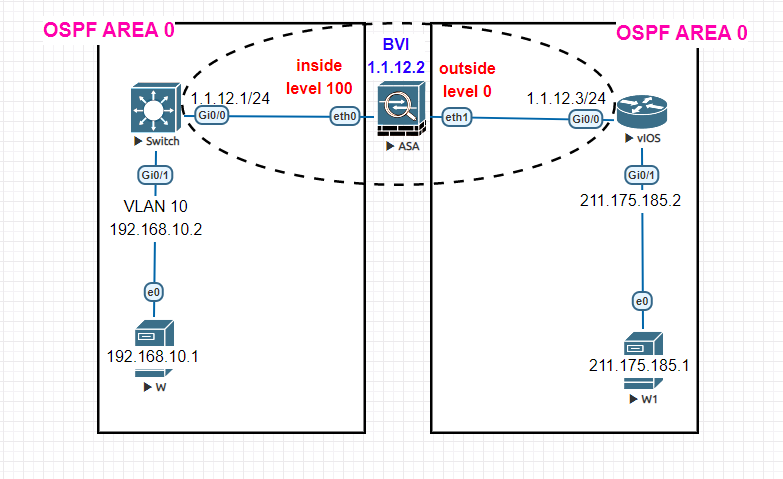 OSPF AREA 0
OSPF AREA 0
BVI
1.1.12.2
inside
level 100
outside
level 0
1.1.12.1/24
1.1.12.3/24
Gi0/0
eth0
eth1
Gi0/0
Switch
ASA
vIOS
Gi0/1
Gi0/1
VLAN 10
192.168.10.2
211.175.185.2
e0
e0
192.168.10.1
211.175.185.1
W
W1